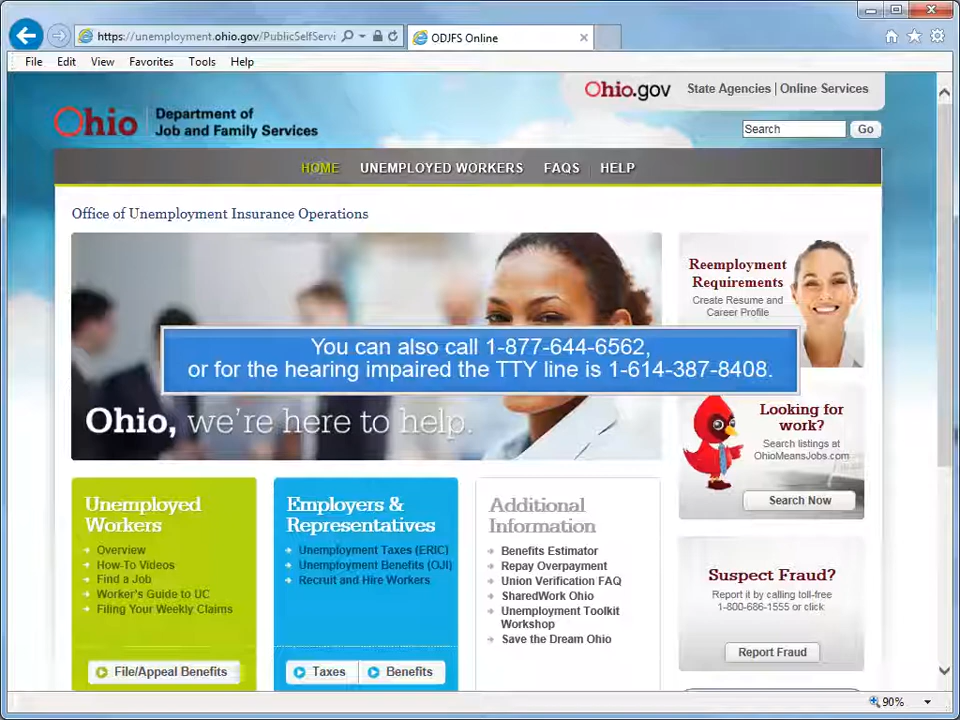 https://unemployment.ohio.gov/PublicSelfServi
ODJFS Online
File Edit View Favorites Tools Help
Ohio.gov State Agencies | Online Services
Ohio Department of
Job and Family Services
Search Go
HOME UNEMPLOYED WORKERS FAQS HELP
Office of Unemployment Insurance Operations
Reemployment
Requirements
Create Resume and
Career Profile
You can also call 1-877-644-6562,
or for the hearing impaired the TTY line is 1-614-387-8408.
Ohio, we're here to help.
Looking for
work?
Search listings at
OhioMeansJobs.com
Search Now
Unemployed
Workers
Overview
How-To Videos
Find a Job
Worker's Guide to UC
Filing Your Weekly Claims
File/Appeal Benefits
Employers &
Representatives
Unemployment Taxes (ERIC)
Unemployment Benefits (OJI)
Recruit and Hire Workers
Taxes Benefits
Additional
Information
Benefits Estimator
Repay Overpayment
Union Verification FAQ
SharedWork Ohio
Unemployment Toolkit
Workshop
Save the Dream Ohio
Suspect Fraud?
Report it by calling toll-free
1-800-686-1555 or click
Report Fraud
90%